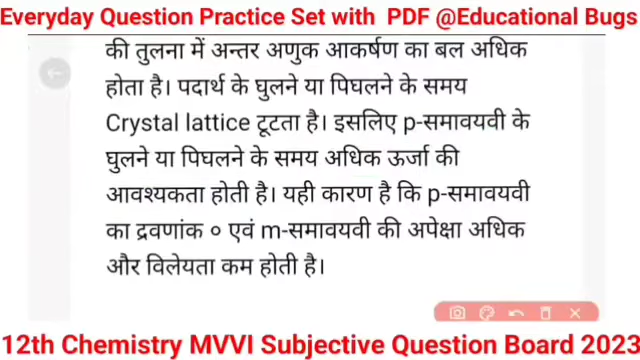 Everyday Question Practice Set with PDF @Educational Bugs
की तुलना में अन्तर अणुक आकर्षण का बल अधिक
होता है। पदार्थ के घुलने या पिघलने के समय
Crystal lattice टूटता है। इसलिए p-समावयवी के
घुलने या पिघलने के समय अधिक ऊर्जा की
आवश्यकता होती है। यही कारण है कि p-समावयवी
का द्रवणांक ० एवं m-समावयवी की अपेक्षा अधिक
और विलेयता कम होती है।
12th Chemistry MVVI Subjective Question Board 2023